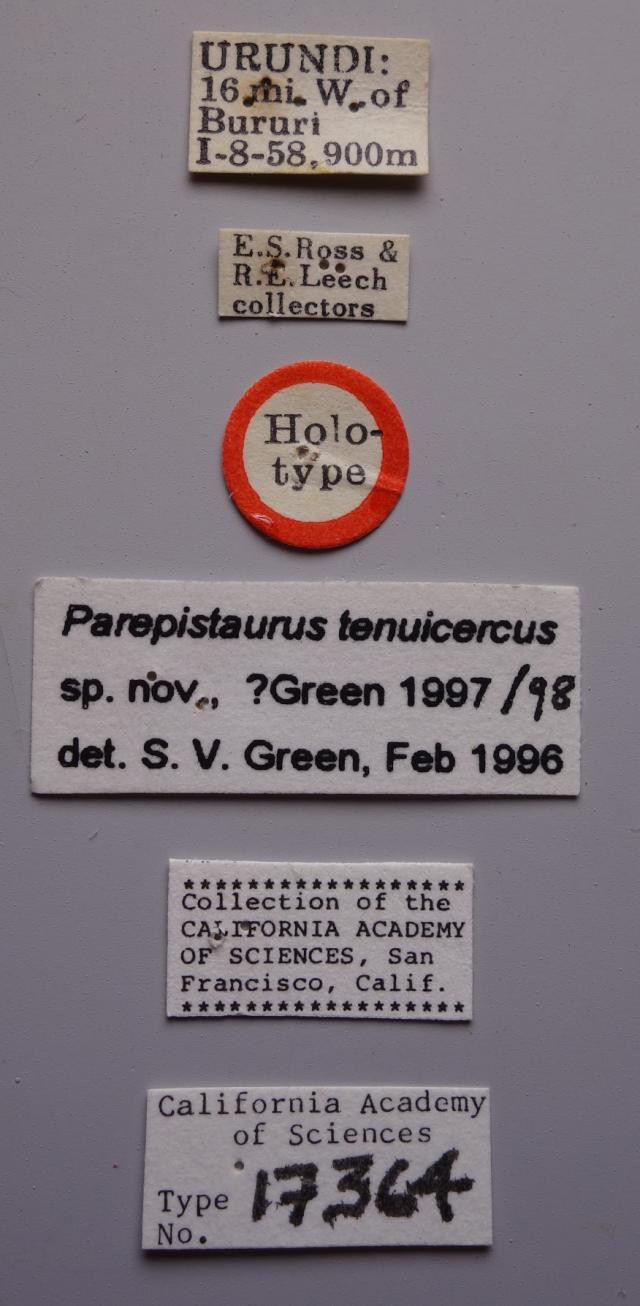 URUNDI:
16 mi. W. of
Bururi
I-8-58, 900m
E.S. Ross &
R.E. Leech
collectors
Holo-
type
Parepistaurus tenuicercus
sp. nov., ?Green 1997/98
det. S. V. Green, Feb 1996
******************
Collection of the
CALIFORNIA ACADEMY
OF SCIENCES, San
Francisco, Calif.
******************
California Academy
of Sciences
Type
No. 17364